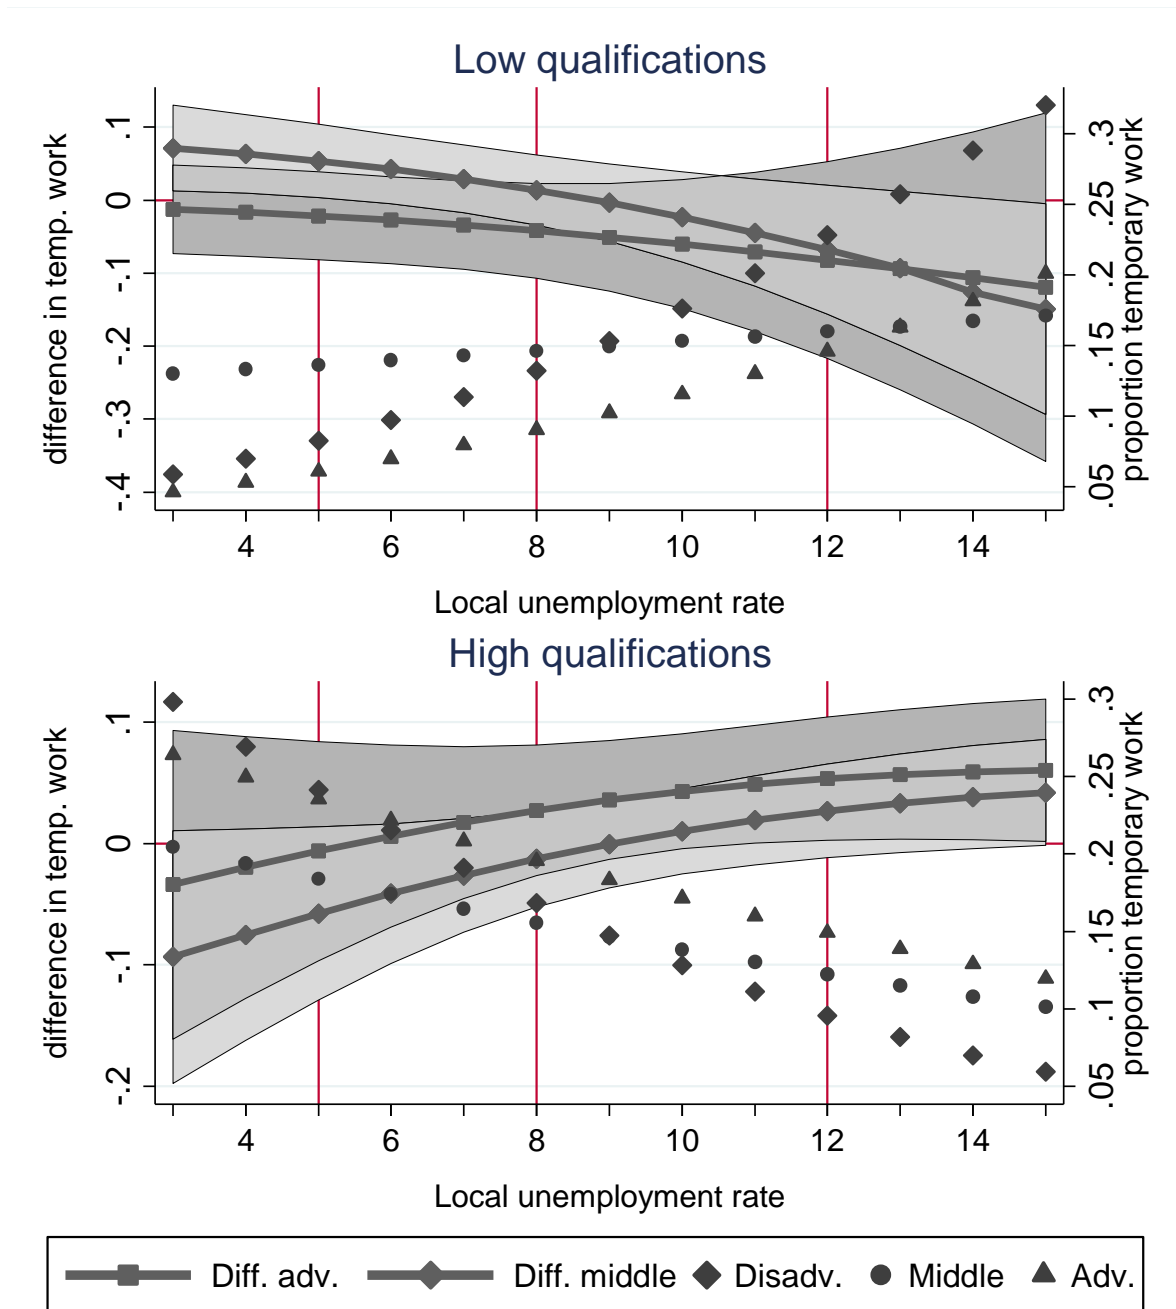 Low qualifications
difference in temp. work
.1
0
-.1
-.2
-.3
-.4
.3
.25
.2
.15
.1
.05
proportion temporary work
4 6 8 10 12 14
Local unemployment rate
High qualifications
difference in temp. work
.1
0
-.1
-.2
.3
.25
.2
.15
.1
.05
proportion temporary work
4 6 8 10 12 14
Local unemployment rate
Diff. adv. Diff. middle Disadv. Middle Adv.